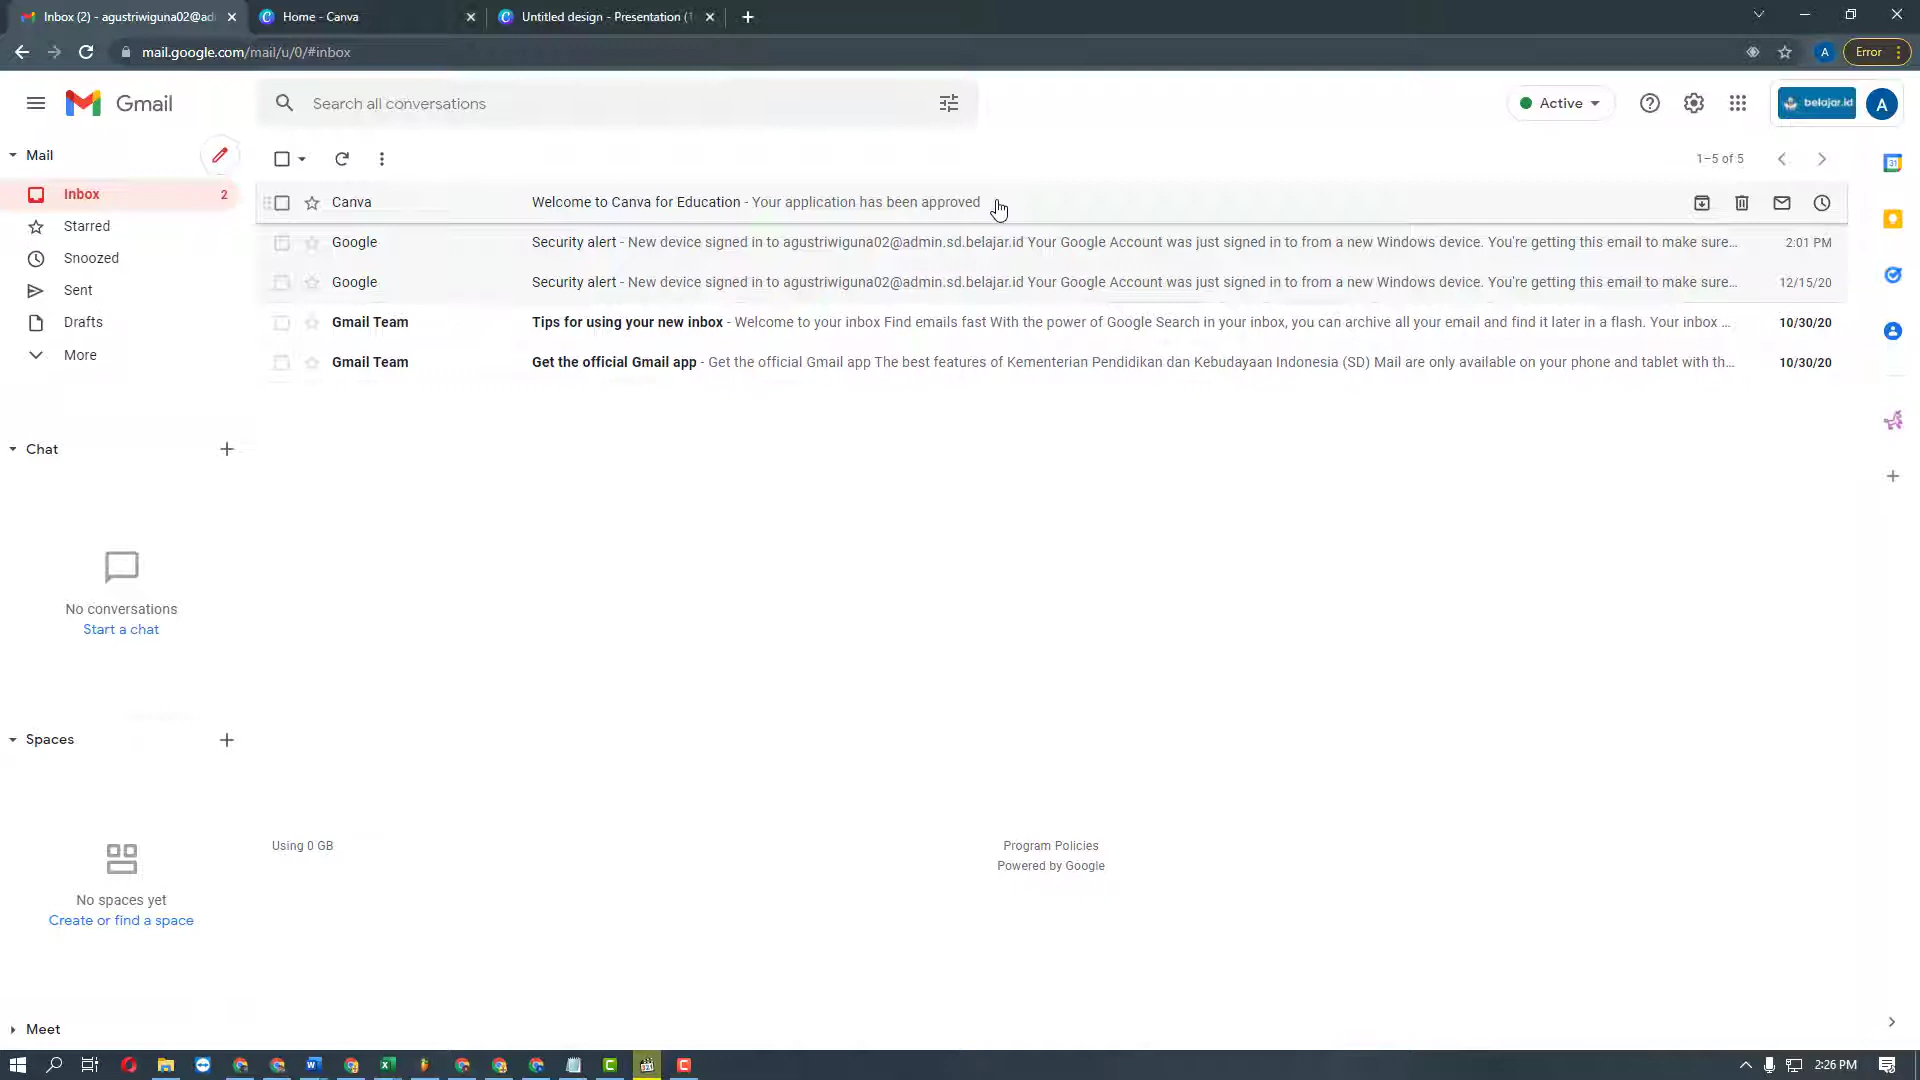 Inbox (2) - agustriwiguna02@ad
Home - Canva
Untitled design - Presentation (1
mail.google.com/mail/u/0/#inbox
A
Error
Gmail
Search all conversations
Active
belajar.id
A
Mail
1–5 of 5
31
Inbox
2
Canva
Welcome to Canva for Education - Your application has been approved
Starred
Google
Security alert - New device signed in to agustriwiguna02@admin.sd.belajar.id Your Google Account was just signed in to from a new Windows device. You're getting this email to make sure...
2:01 PM
Snoozed
Google
Security alert - New device signed in to agustriwiguna02@admin.sd.belajar.id Your Google Account was just signed in to from a new Windows device. You're getting this email to make sure...
12/15/20
Sent
Drafts
Gmail Team
Tips for using your new inbox - Welcome to your inbox Find emails fast With the power of Google Search in your inbox, you can archive all your email and find it later in a flash. Your inbox ...
10/30/20
More
Gmail Team
Get the official Gmail app - Get the official Gmail app The best features of Kementerian Pendidikan dan Kebudayaan Indonesia (SD) Mail are only available on your phone and tablet with th...
10/30/20
Chat
No conversations
Start a chat
Spaces
Using 0 GB
Program Policies
Powered by Google
No spaces yet
Create or find a space
Meet
2:26 PM